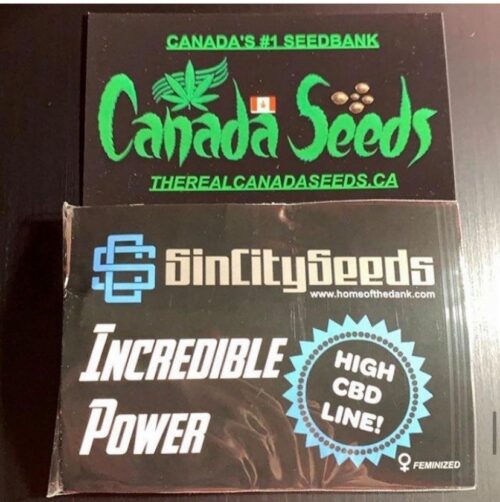 CANADA'S #1 SEEDBANK
Canada Seeds
THEREALCANADASEEDS.CA
SinCitySeeds
www.homeofthedank.com
INCREDIBLE
POWER
HIGH
CBD
LINE!
FEMINIZED